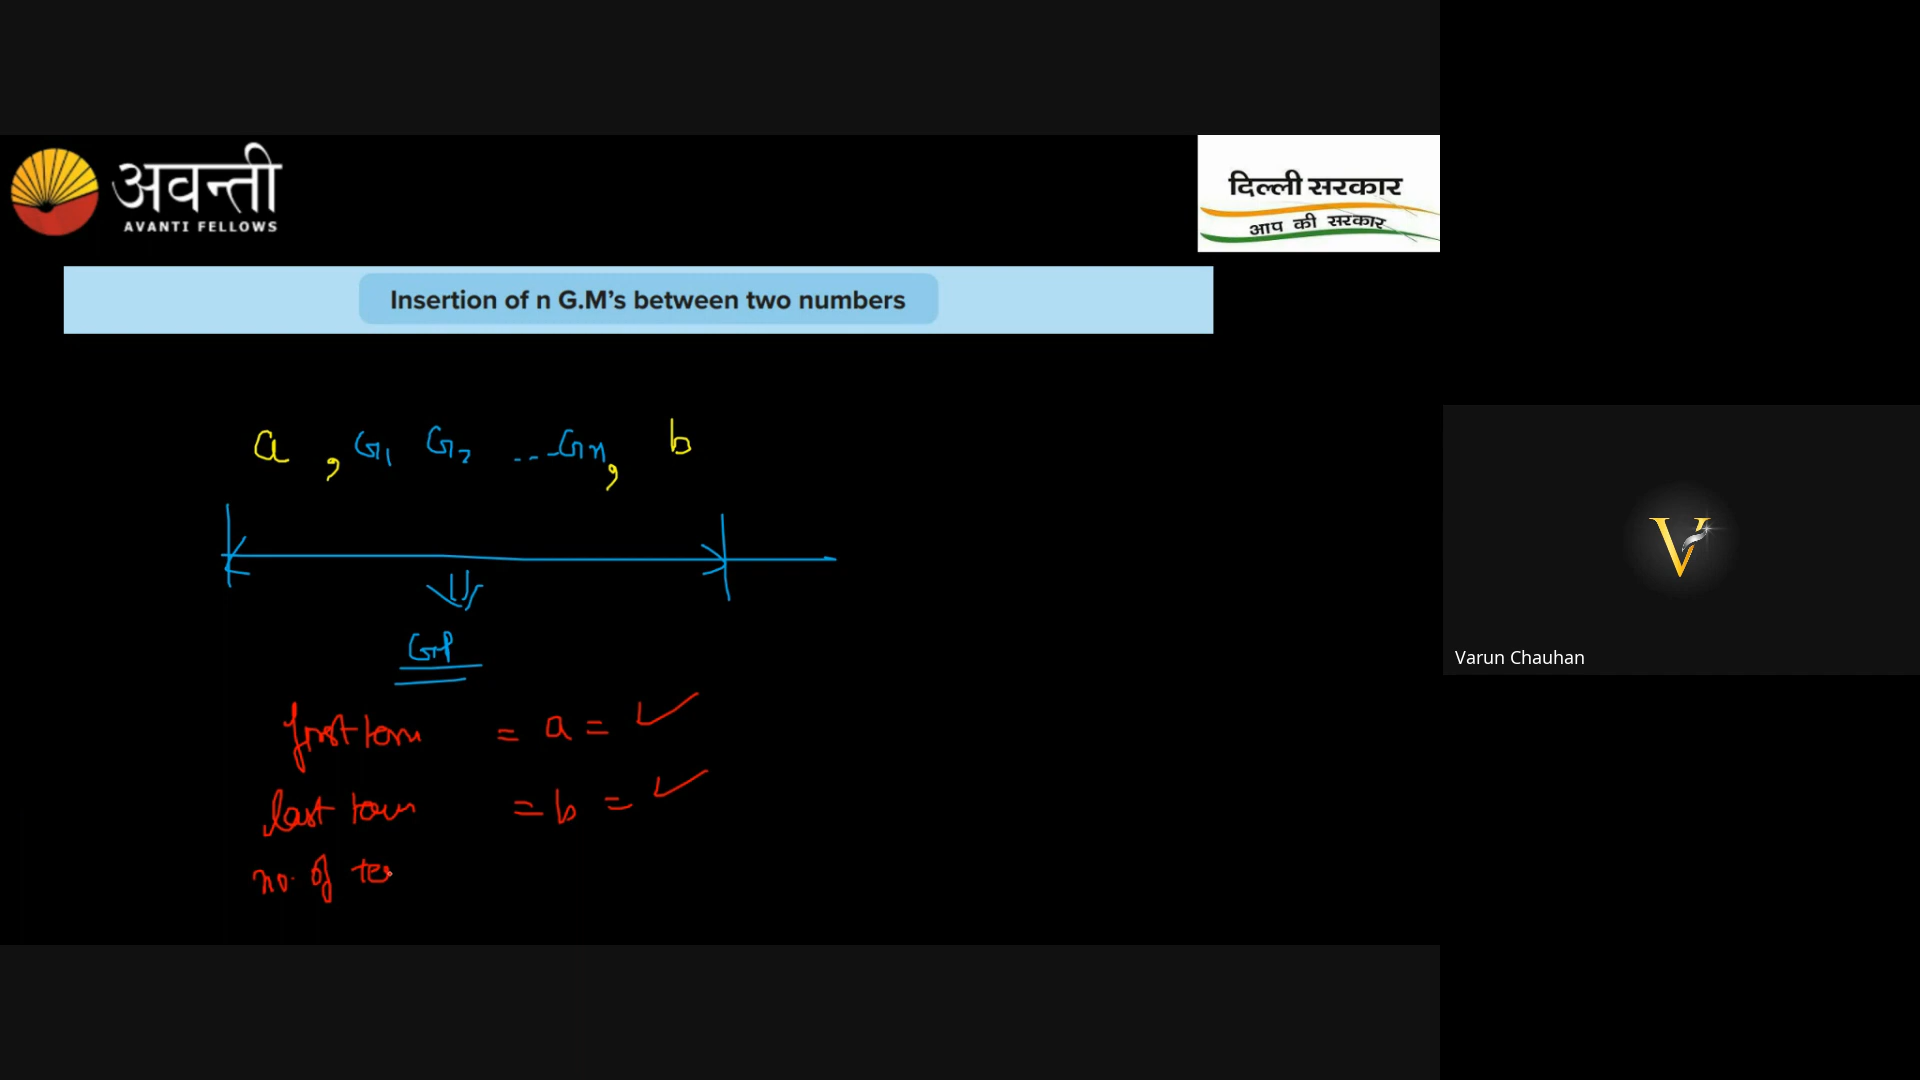 अवन्ती
AVANTI FELLOWS
दिल्ली सरकार
आप की सरकार
Insertion of n G.M's between two numbers
a , G₁ G₂ ...Gn, b
GP
first term = a = ✓
last term = b = ✓
no. of te
Varun Chauhan